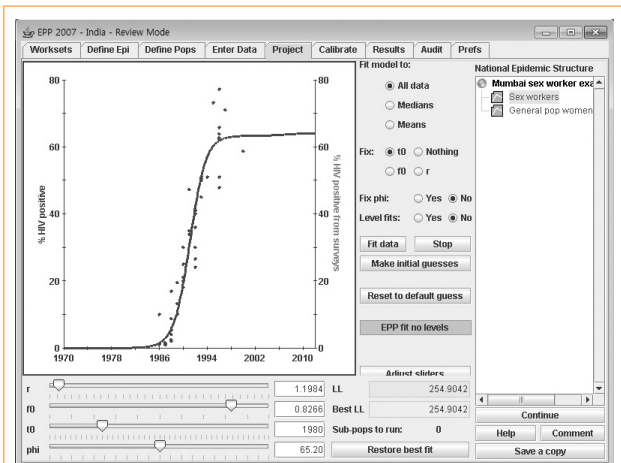 EPP 2007 - India - Review Mode
Worksets Define Epi Define Pops Enter Data Project Calibrate Results Audit Prefs
80
60
40
20
0
% HIV positive
80
60
40
20
0
% HIV positive from surveys
1970 1978 1986 1994 2002 2010
Fit model to:
All data
Medians
Means
Fix: t0 Nothing
f0 r
Fix phi: Yes No
Level fits: Yes No
Fit data Stop
Make initial guesses
Reset to default guess
EPP fit no levels
Adjust sliders
National Epidemic Structure
Mumbai sex worker exa
Sex workers
General pop women
r 1.1984 LL 254.9042
f0 0.8266 Best LL 254.9042
t0 1980 Sub-pops to run: 0
phi 65.20 Restore best fit
Continue
Help Comment
Save a copy